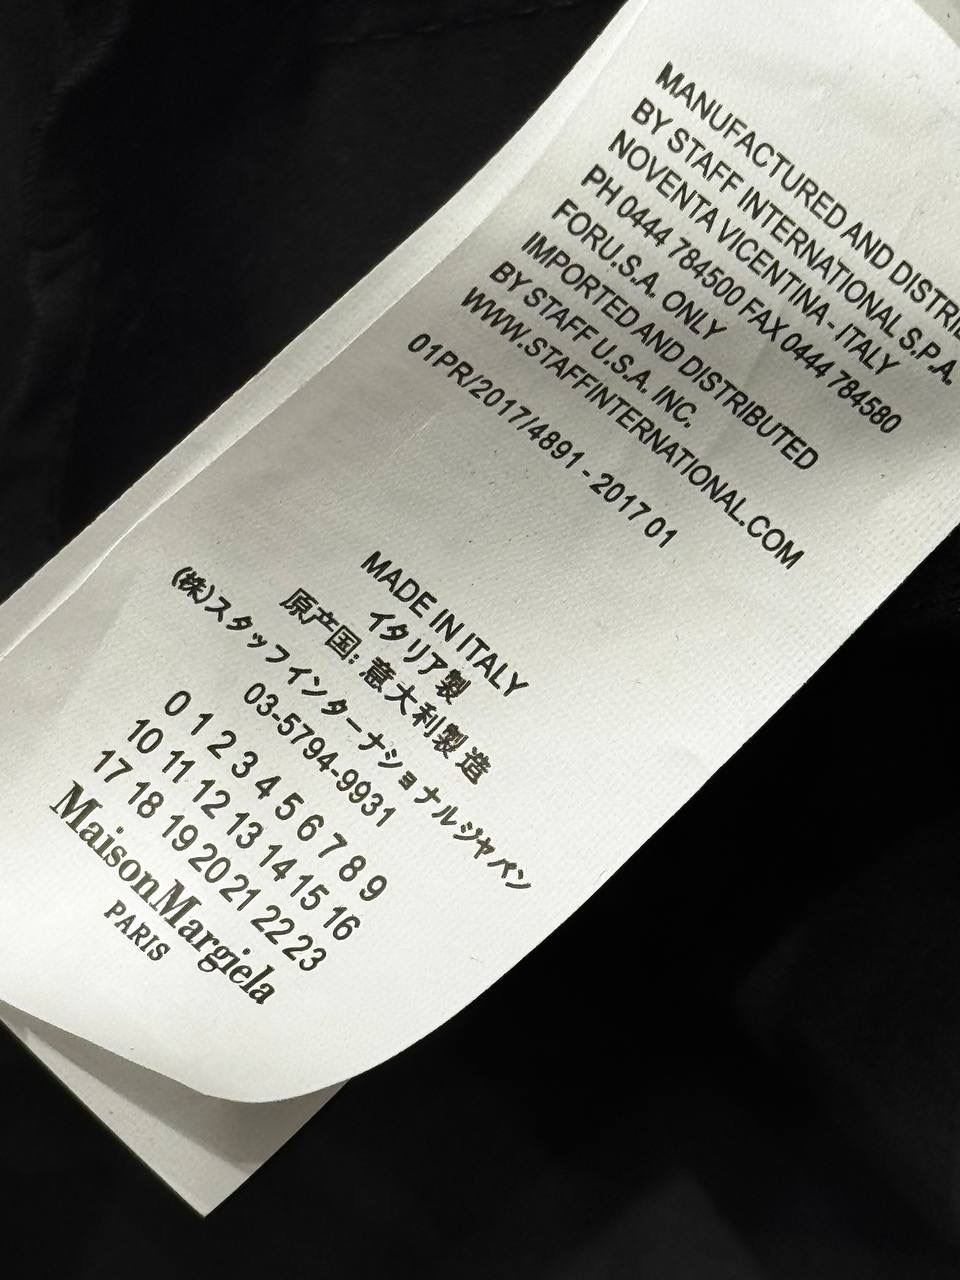 MANUFACTURED AND DISTRI
BY STAFF INTERNATIONAL S.P.A.
NOVENTA VICENTINA - ITALY
PH 0444 784500 FAX 0444 784580
FOR U.S.A. ONLY
IMPORTED AND DISTRIBUTED
BY STAFF U.S.A. INC.
WWW.STAFFINTERNATIONAL.COM
01PR/2017/4891 - 2017 01
MADE IN ITALY
イタリア製
原产国: 意大利製造
(株)スタッフインターナショナルジャパン
03-5794-9931
0 1 2 3 4 5 6 7 8 9
10 11 12 13 14 15 16
17 18 19 20 21 22 23
Maison Margiela
PARIS